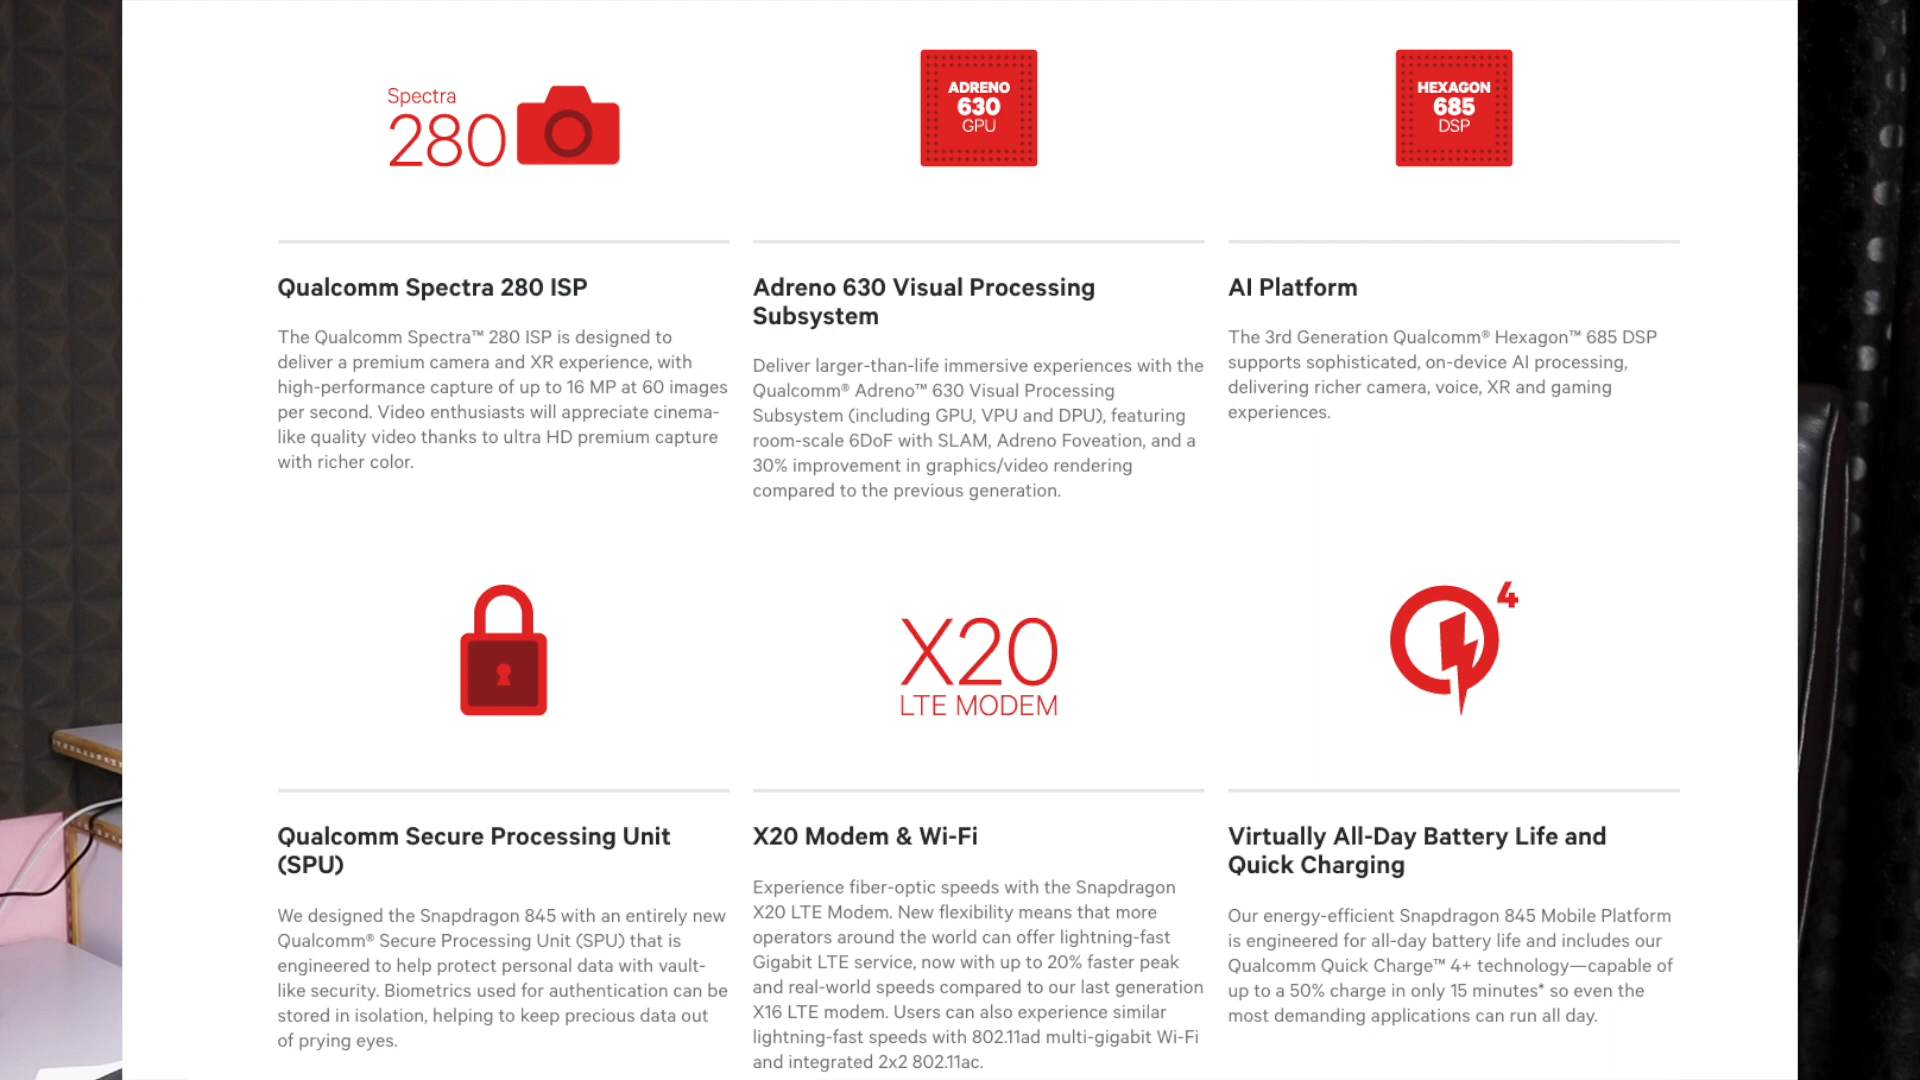 Spectra
280
ADRENO
630
GPU
HEXAGON
685
DSP
Qualcomm Spectra 280 ISP
The Qualcomm Spectra™ 280 ISP is designed to
deliver a premium camera and XR experience, with
high-performance capture of up to 16 MP at 60 images
per second. Video enthusiasts will appreciate cinema-
like quality video thanks to ultra HD premium capture
with richer color.
Adreno 630 Visual Processing
Subsystem
Deliver larger-than-life immersive experiences with the
Qualcomm® Adreno™ 630 Visual Processing
Subsystem (including GPU, VPU and DPU), featuring
room-scale 6DoF with SLAM, Adreno Foveation, and a
30% improvement in graphics/video rendering
compared to the previous generation.
AI Platform
The 3rd Generation Qualcomm® Hexagon™ 685 DSP
supports sophisticated, on-device AI processing,
delivering richer camera, voice, XR and gaming
experiences.
X20
LTE MODEM
4
Qualcomm Secure Processing Unit
(SPU)
We designed the Snapdragon 845 with an entirely new
Qualcomm® Secure Processing Unit (SPU) that is
engineered to help protect personal data with vault-
like security. Biometrics used for authentication can be
stored in isolation, helping to keep precious data out
of prying eyes.
X20 Modem & Wi-Fi
Experience fiber-optic speeds with the Snapdragon
X20 LTE Modem. New flexibility means that more
operators around the world can offer lightning-fast
Gigabit LTE service, now with up to 20% faster peak
and real-world speeds compared to our last generation
X16 LTE modem. Users can also experience similar
lightning-fast speeds with 802.11ad multi-gigabit Wi-Fi
and integrated 2x2 802.11ac.
Virtually All-Day Battery Life and
Quick Charging
Our energy-efficient Snapdragon 845 Mobile Platform
is engineered for all-day battery life and includes our
Qualcomm Quick Charge™ 4+ technology—capable of
up to a 50% charge in only 15 minutes* so even the
most demanding applications can run all day.